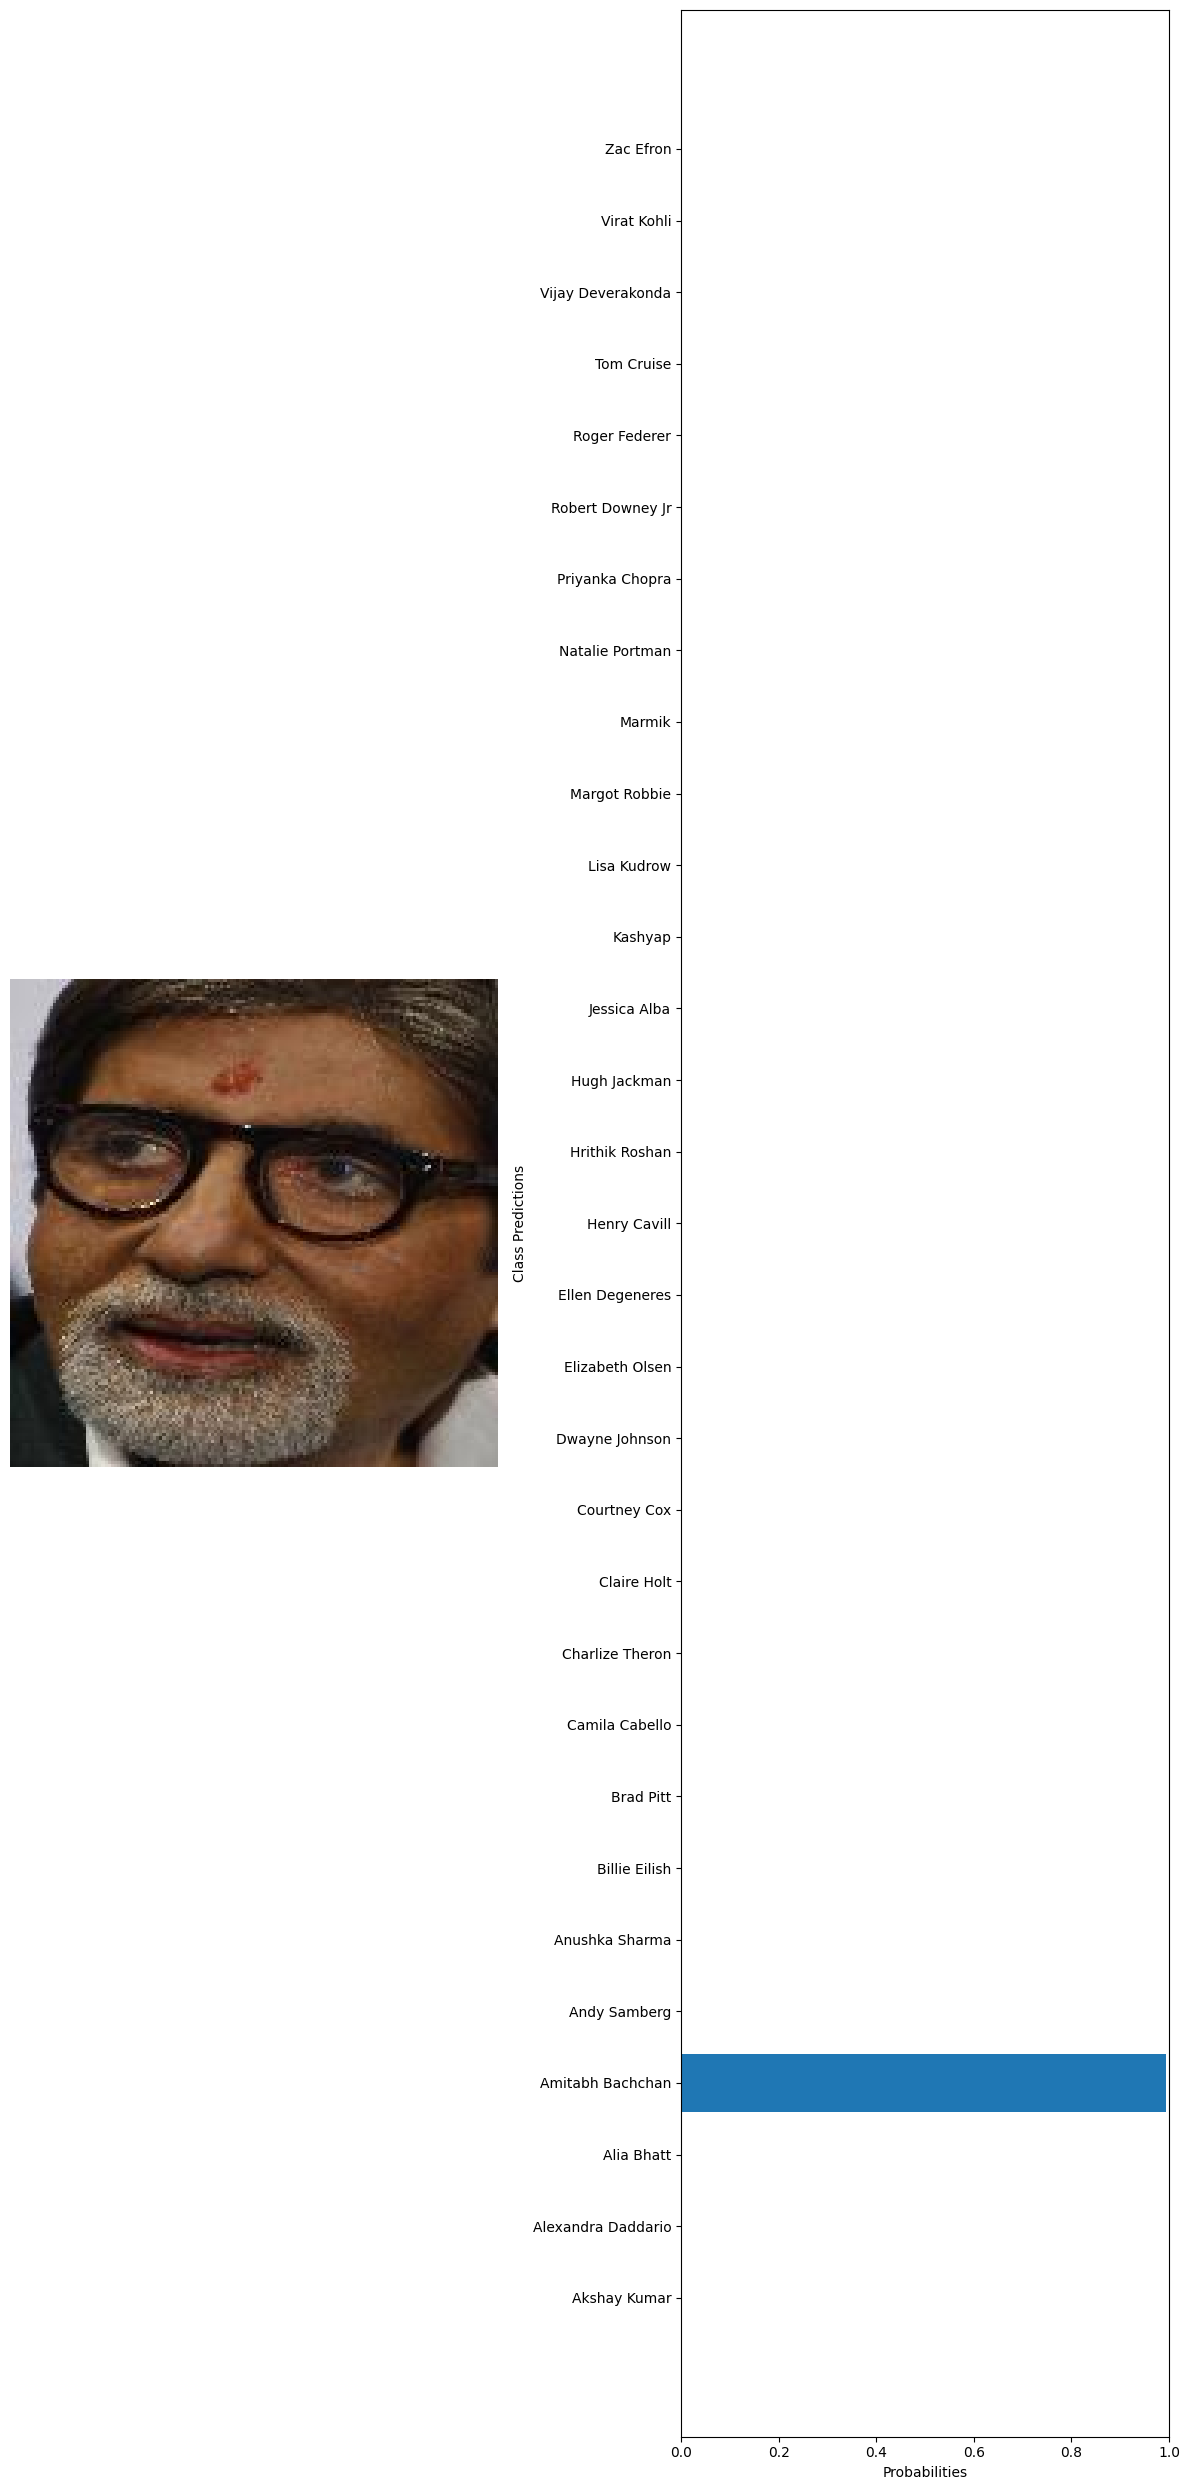 Zac Efron
Virat Kohli
Vijay Deverakonda
Tom Cruise
Roger Federer
Robert Downey Jr
Priyanka Chopra
Natalie Portman
Marmik
Margot Robbie
Lisa Kudrow
Kashyap
Jessica Alba
Hugh Jackman
Hrithik Roshan
Henry Cavill
Ellen Degeneres
Elizabeth Olsen
Dwayne Johnson
Courtney Cox
Claire Holt
Charlize Theron
Camila Cabello
Brad Pitt
Billie Eilish
Anushka Sharma
Andy Samberg
Amitabh Bachchan
Alia Bhatt
Alexandra Daddario
Akshay Kumar
Class Predictions
0.0 0.2 0.4 0.6 0.8 1.0
Probabilities